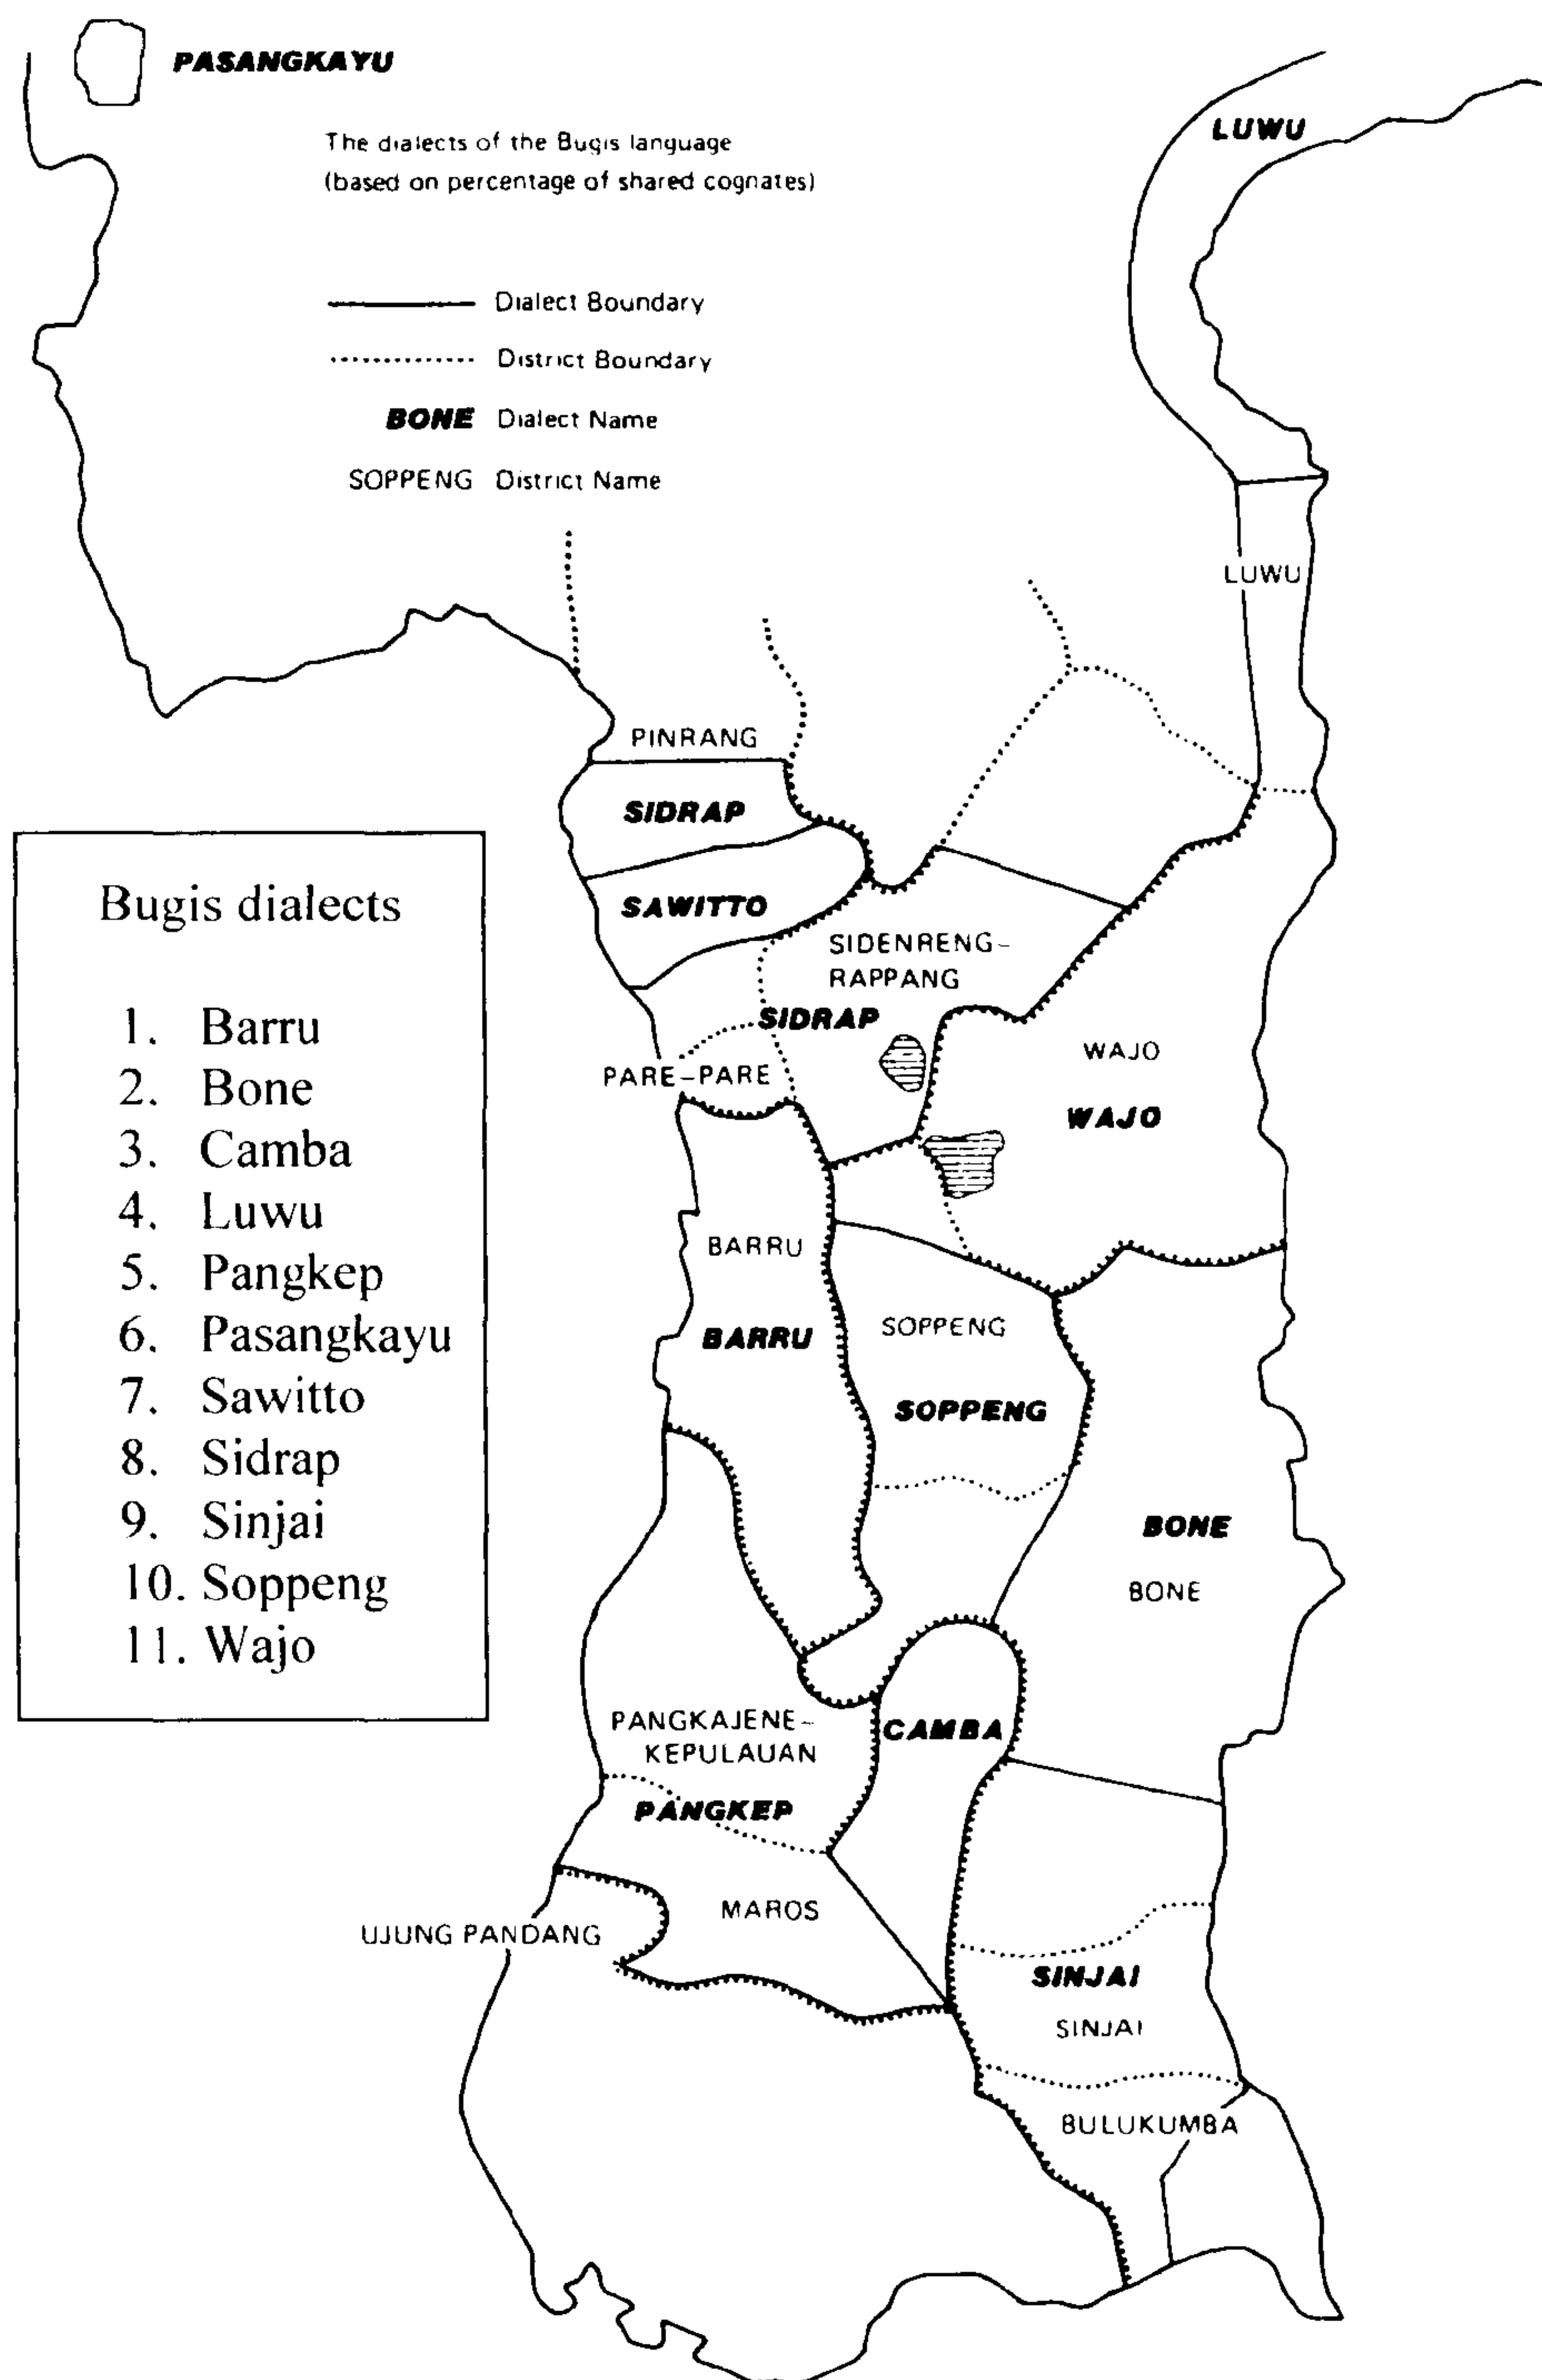 PASANGKAYU
The dialects of the Bugis language
(based on percentage of shared cognates)
Dialect Boundary
District Boundary
BONE Dialect Name
SOPPENG District Name
LUWU
LUWU
PINRANG
SIDRAP
SAWITTO
SIDENRENG-
RAPPANG
SIDRAP
PARE-PARE
WAJO
WAJO
BARRU
BARRU
SOPPENG
SOPPENG
BONE
BONE
PANGKAJENE-
KEPULAUAN
CAMBA
PANGKEP
MAROS
UJUNG PANDANG
SINJAI
SINJAI
BULUKUMBA
Bugis dialects
1. Barru
2. Bone
3. Camba
4. Luwu
5. Pangkep
6. Pasangkayu
7. Sawitto
8. Sidrap
9. Sinjai
10. Soppeng
11. Wajo